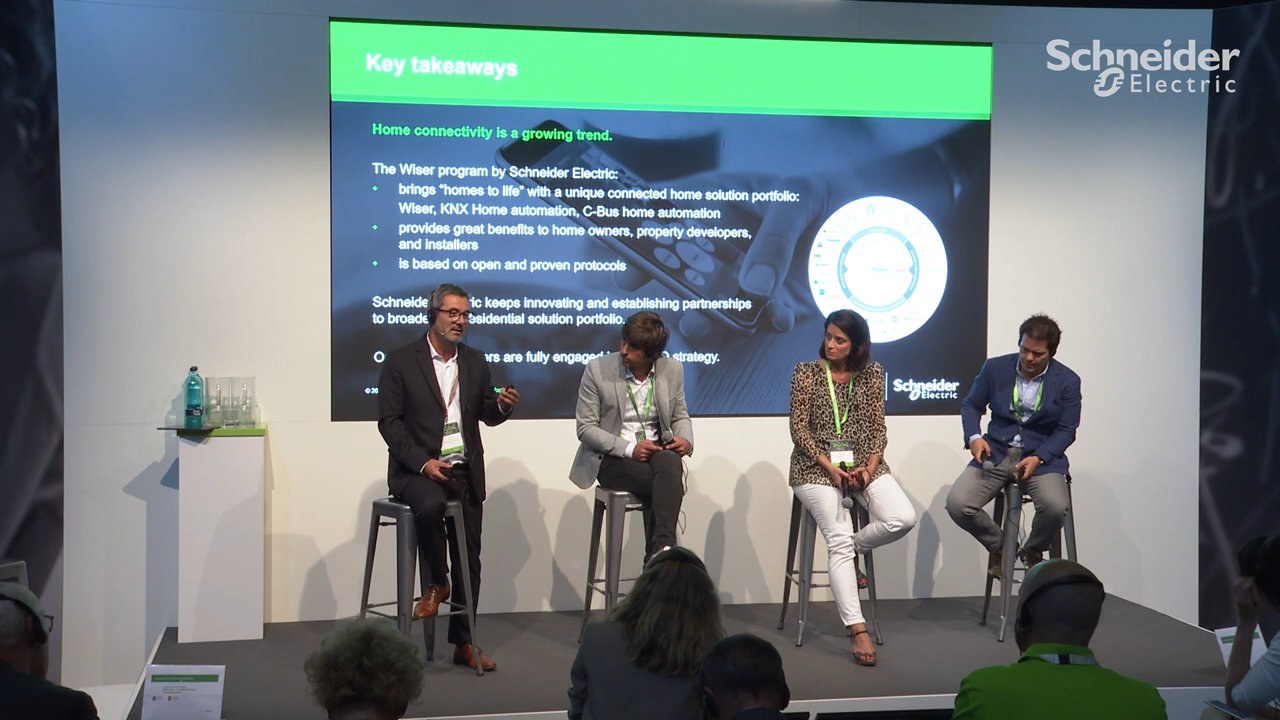 Schneider
Electric
Key takeaways
Home connectivity is a growing trend.
The Wiser program by Schneider Electric:
brings “homes to life” with a unique connected home solution portfolio:
Wiser, KNX Home automation, C-Bus home automation
provides great benefits to home owners, property developers,
and installers
is based on open and proven protocols
Schneide ic keeps innovating and establishing partnerships
to broade esidential solution portfolio.
ers are fully engaged strategy.
Schneider
Electric